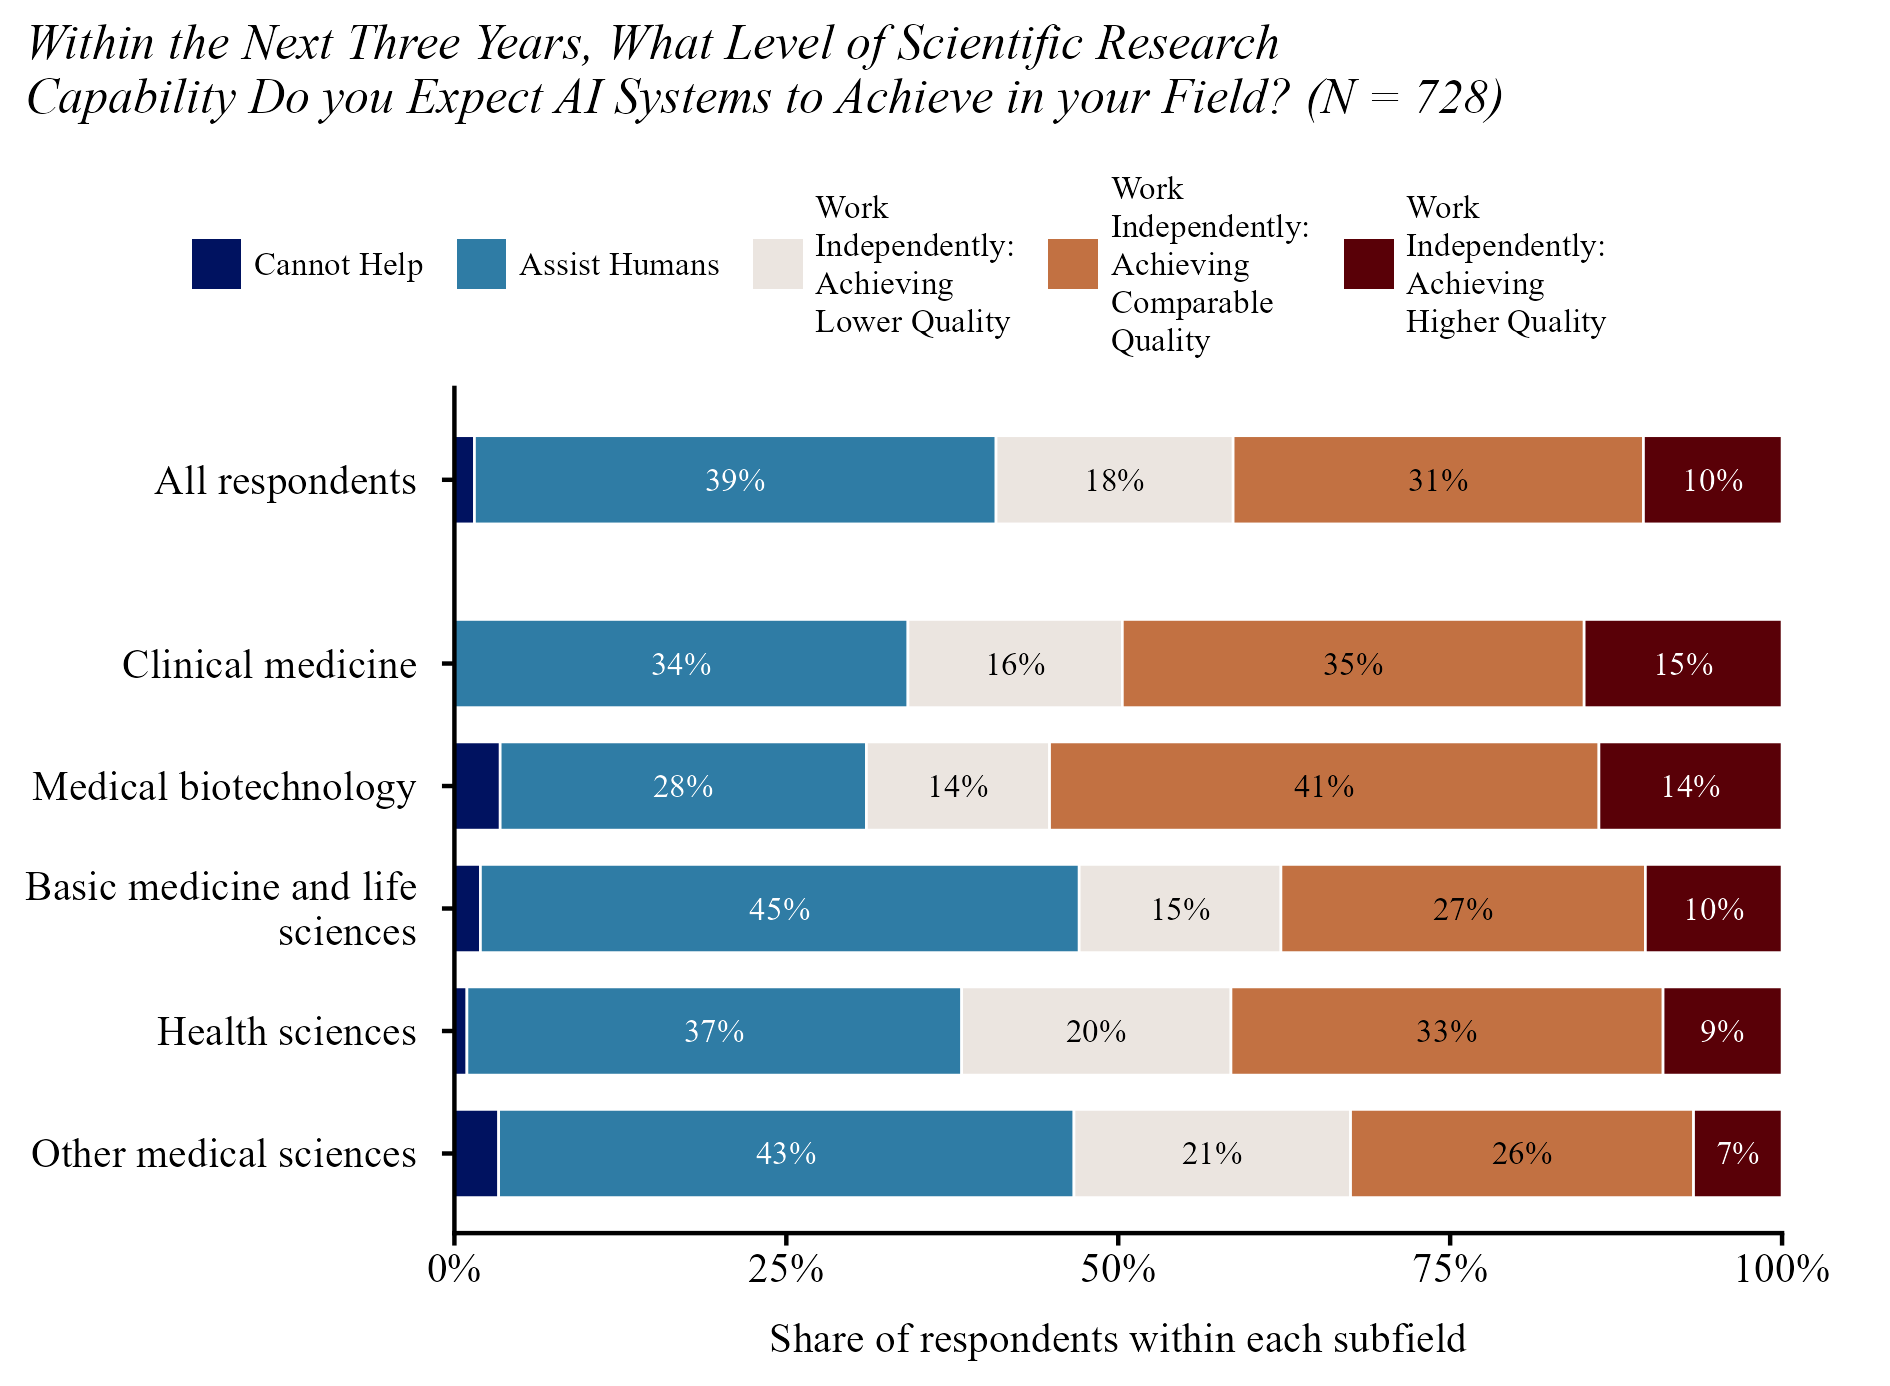 Within the Next Three Years, What Level of Scientific Research
Capability Do you Expect AI Systems to Achieve in your Field? (N = 728)
Cannot Help
Assist Humans
Work
Independently:
Achieving
Lower Quality
Work
Independently:
Achieving
Comparable
Quality
Work
Independently:
Achieving
Higher Quality
All respondents
39%
18%
31%
10%
Clinical medicine
34%
16%
35%
15%
Medical biotechnology
28%
14%
41%
14%
Basic medicine and life
sciences
45%
15%
27%
10%
Health sciences
37%
20%
33%
9%
Other medical sciences
43%
21%
26%
7%
0%
25%
50%
75%
100%
Share of respondents within each subfield